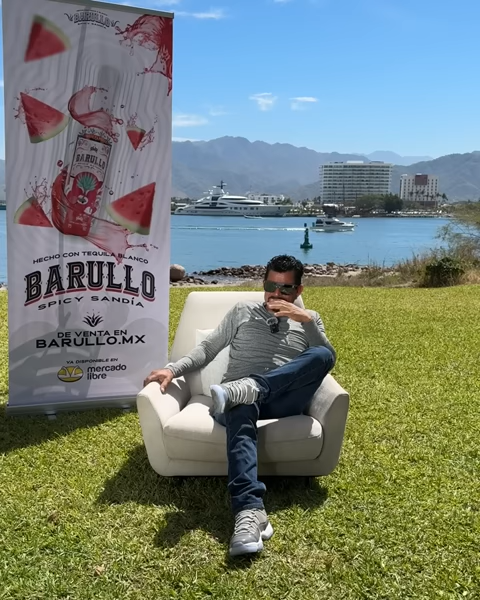 BARULLO
HECHO CON TEQUILA BLANCO
BARULLO
SPICY SANDÍA
DE VENTA EN
BARULLO.MX
YA DISPONIBLE EN
mercado
libre